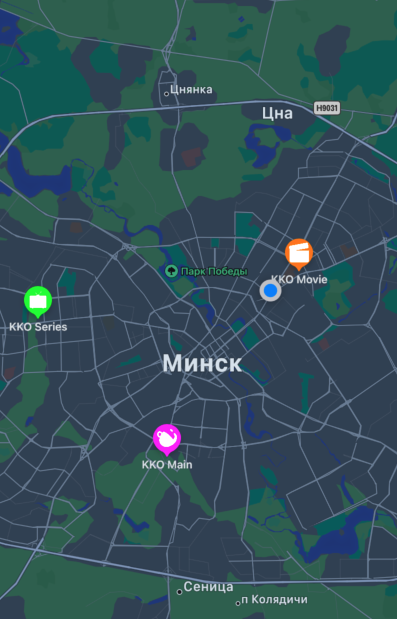 Цнянка
Цна
H9031
Парк Победы
KKO Movie
KKO Series
Минск
KKO Main
Сеница
п Колядичи